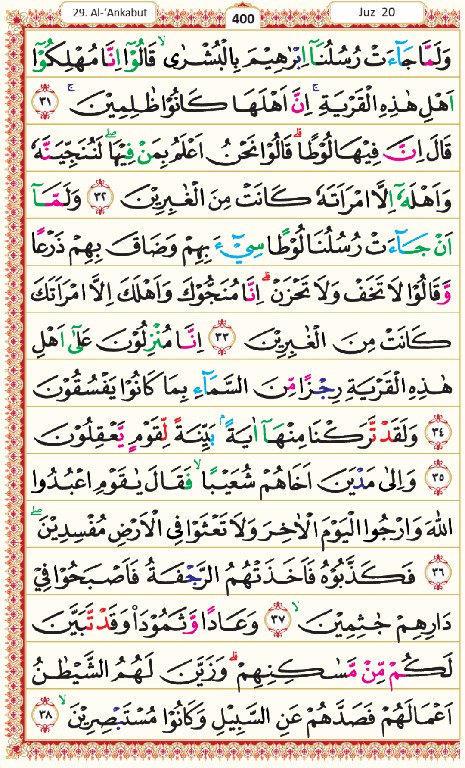 29. Al-‘Ankabut
400
Juz 20
وَلَمَّا جَآءَتْ رُسُلُنَآ اِبْرٰهِيْمَ بِالْبُشْرٰىۙ قَالُوْٓا اِنَّا مُهْلِكُوْٓا
اَهْلِ هٰذِهِ الْقَرْيَةِ ۚ اِنَّ اَهْلَهَا كَانُوْا ظٰلِمِيْنَ ۚ ٣١
قَالَ اِنَّ فِيْهَا لُوْطًا ۗ قَالُوْا نَحْنُ اَعْلَمُ بِمَنْ فِيْهَا ۖ لَنُنَجِّيَنَّهٗ
وَاَهْلَهٗٓ اِلَّا امْرَاَتَهٗ كَانَتْ مِنَ الْغٰبِرِيْنَ ٣٢ وَلَمَّآ
اَنْ جَآءَتْ رُسُلُنَا لُوْطًا سِيْۤءَ بِهِمْ وَضَاقَ بِهِمْ ذَرْعًا
وَّقَالُوْا لَا تَخَفْ وَلَا تَحْزَنْ ۗ اِنَّا مُنَجُّوْكَ وَاَهْلَكَ اِلَّا امْرَاَتَكَ
كَانَتْ مِنَ الْغٰبِرِيْنَ ٣٣ اِنَّا مُنْزِلُوْنَ عَلٰٓى اَهْلِ
هٰذِهِ الْقَرْيَةِ رِجْزًا مِّنَ السَّمَآءِ بِمَا كَانُوْا يَفْسُقُوْنَ
٣٤ وَلَقَدْ تَّرَكْنَا مِنْهَآ اٰيَةً ۢ بَيِّنَةً لِّقَوْمٍ يَّعْقِلُوْنَ
٣٥ وَاِلٰى مَدْيَنَ اَخَاهُمْ شُعَيْبًا ۙ فَقَالَ يٰقَوْمِ اعْبُدُوا
اللّٰهَ وَارْجُوا الْيَوْمَ الْاٰخِرَ وَلَا تَعْثَوْا فِى الْاَرْضِ مُفْسِدِيْنَ ۖ
٣٦ فَكَذَّبُوْهُ فَاَخَذَتْهُمُ الرَّجْفَةُ فَاَصْبَحُوْا فِيْ
دَارِهِمْ جٰثِمِيْنَ ۙ ٣٧ وَعَادًا وَّثَمُوْدَا۟ وَقَدْ تَّبَيَّنَ
لَكُمْ مِّنْ مَّسٰكِنِهِمْ ۗ وَزَيَّنَ لَهُمُ الشَّيْطٰنُ
اَعْمَالَهُمْ فَصَدَّهُمْ عَنِ السَّبِيْلِ وَكَانُوْا مُسْتَبْصِرِيْنَ ۙ ٣٨